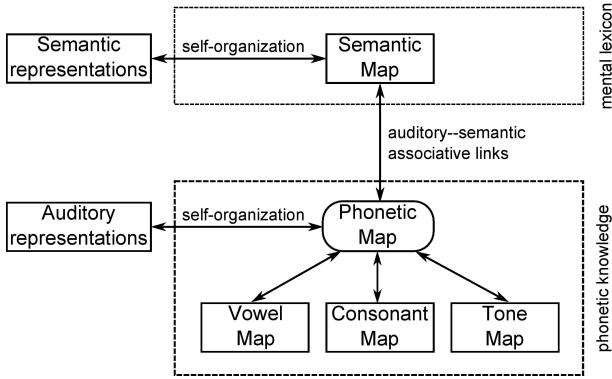 Semantic
representations
self-organization
Semantic
Map
mental lexicon
auditory--semantic
associative links
Auditory
representations
self-organization
Phonetic
Map
phonetic knowledge
Vowel
Map
Consonant
Map
Tone
Map